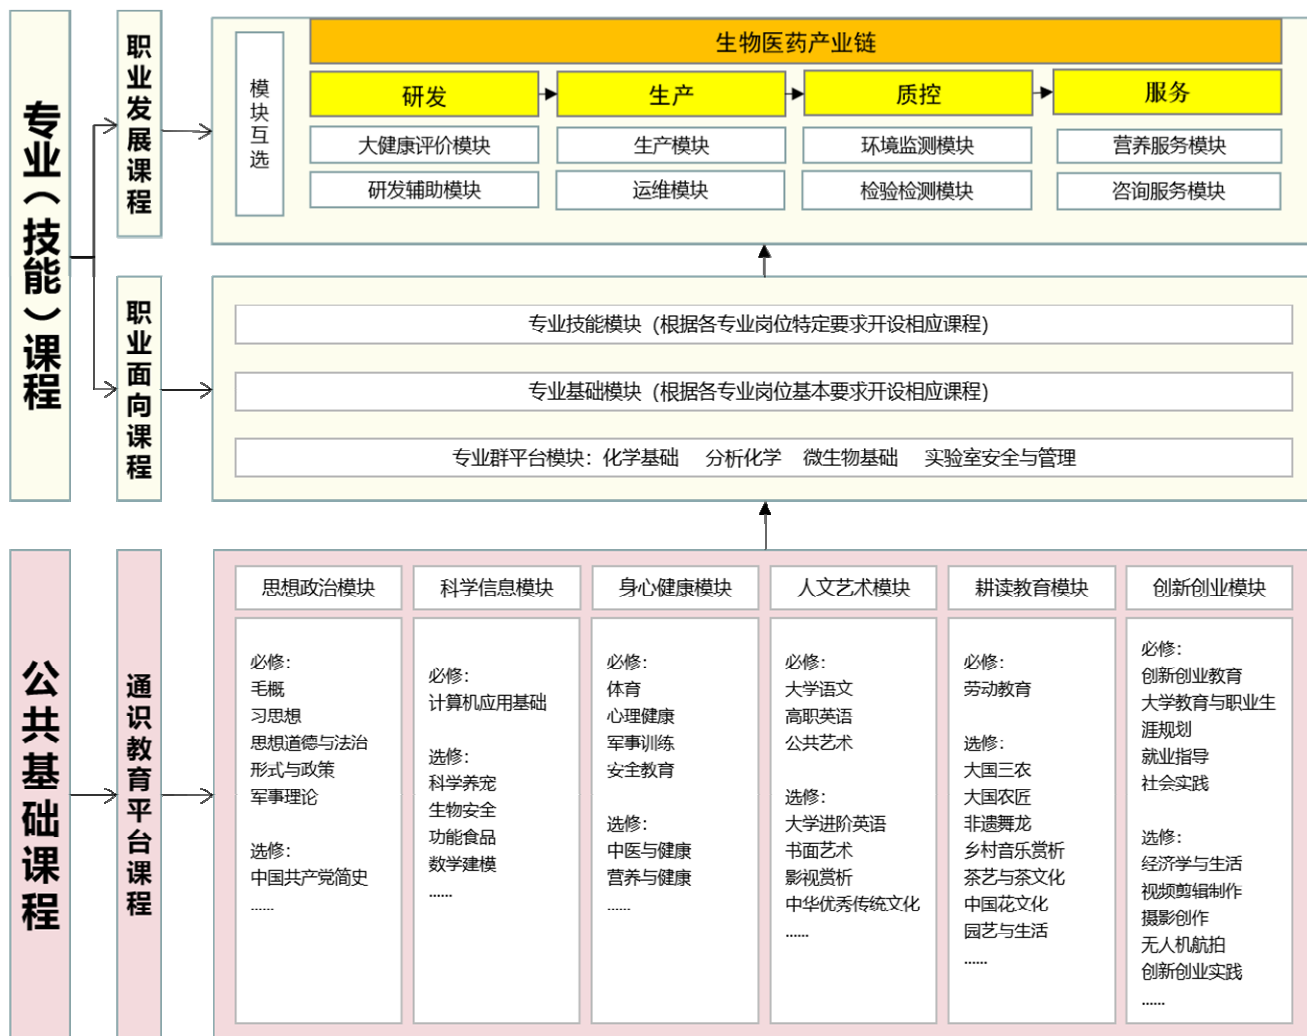 专业（技能）课程
职业发展课程
模块互选
生物医药产业链
研发
生产
质控
服务
大健康评价模块
生产模块
环境监测模块
营养服务模块
研发辅助模块
运维模块
检验检测模块
咨询服务模块
职业面向课程
专业技能模块（根据各专业岗位特定要求开设相应课程）
专业基础模块（根据各专业岗位基本要求开设相应课程）
专业群平台模块：化学基础 分析化学 微生物基础 实验室安全与管理
公共基础课程
通识教育平台课程
思想政治模块
必修：
毛概
习思想
思想道德与法治
形式与政策
军事理论
选修：
中国共产党简史
......
科学信息模块
必修：
计算机应用基础
选修：
科学养宠
生物安全
功能食品
数学建模
......
身心健康模块
必修：
体育
心理健康
军事训练
安全教育
选修：
中医与健康
营养与健康
......
人文艺术模块
必修：
大学语文
高职英语
公共艺术
选修：
大学进阶英语
书面艺术
影视赏析
中华优秀传统文化
......
耕读教育模块
必修：
劳动教育
选修：
大国三农
大国农匠
非遗舞龙
乡村音乐赏析
茶艺与茶文化
中国花文化
园艺与生活
......
创新创业模块
必修：
创新创业教育
大学教育与职业生
涯规划
就业指导
社会实践
选修：
经济学与生活
视频剪辑制作
摄影创作
无人机航拍
创新创业实践
......